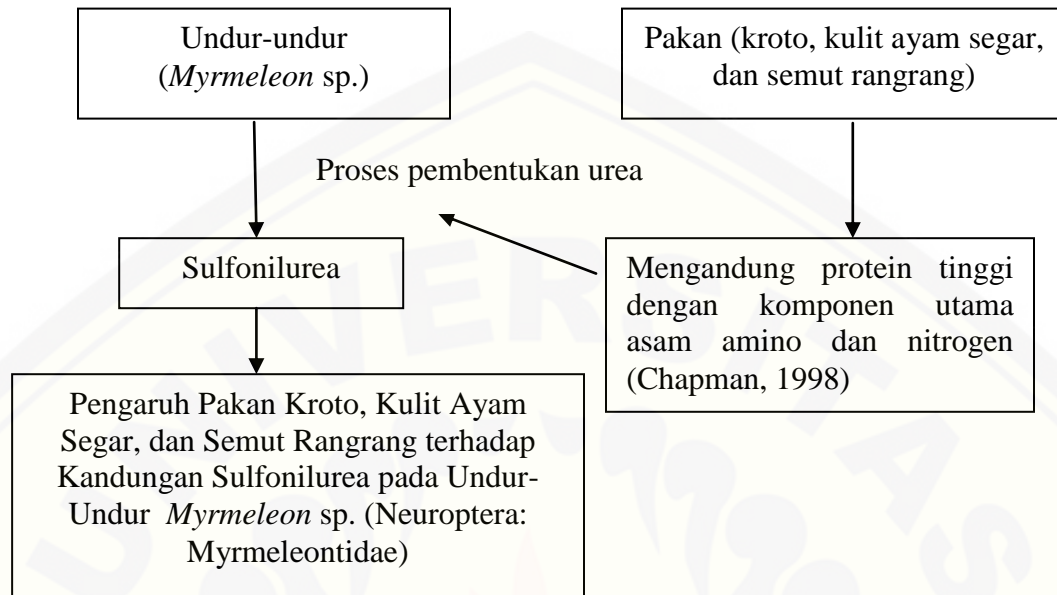 Undur-undur
(Myrmeleon sp.)
Pakan (kroto, kulit ayam segar,
dan semut rangrang)
Proses pembentukan urea
Sulfonilurea
Mengandung protein tinggi
dengan komponen utama
asam amino dan nitrogen
(Chapman, 1998)
Pengaruh Pakan Kroto, Kulit Ayam
Segar, dan Semut Rangrang terhadap
Kandungan Sulfonilurea pada Undur-
Undur Myrmeleon sp. (Neuroptera:
Myrmeleontidae)
UNIVERSITAS